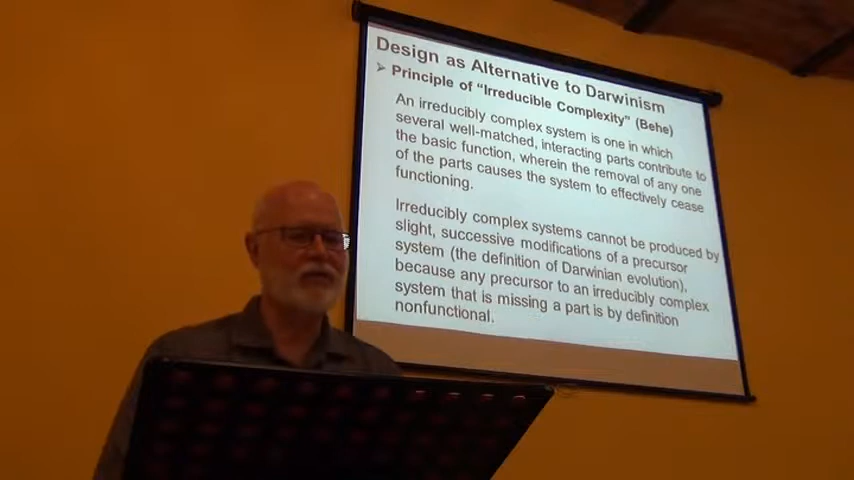 Design as Alternative to Darwinism
➢ Principle of “Irreducible Complexity” (Behe)
An irreducibly complex system is one in which
several well-matched, interacting parts contribute to
the basic function, wherein the removal of any one
of the parts causes the system to effectively cease
functioning.
Irreducibly complex systems cannot be produced by
slight, successive modifications of a precursor
system (the definition of Darwinian evolution),
because any precursor to an irreducibly complex
system that is missing a part is by definition
nonfunctional.